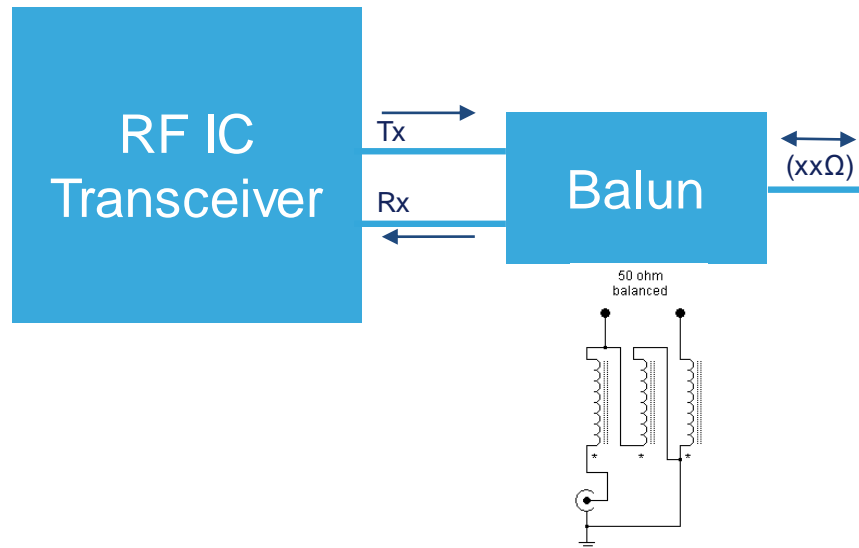 RF IC
Transceiver
Tx
Rx
Balun
(xxΩ)
50 ohm
balanced
* * *